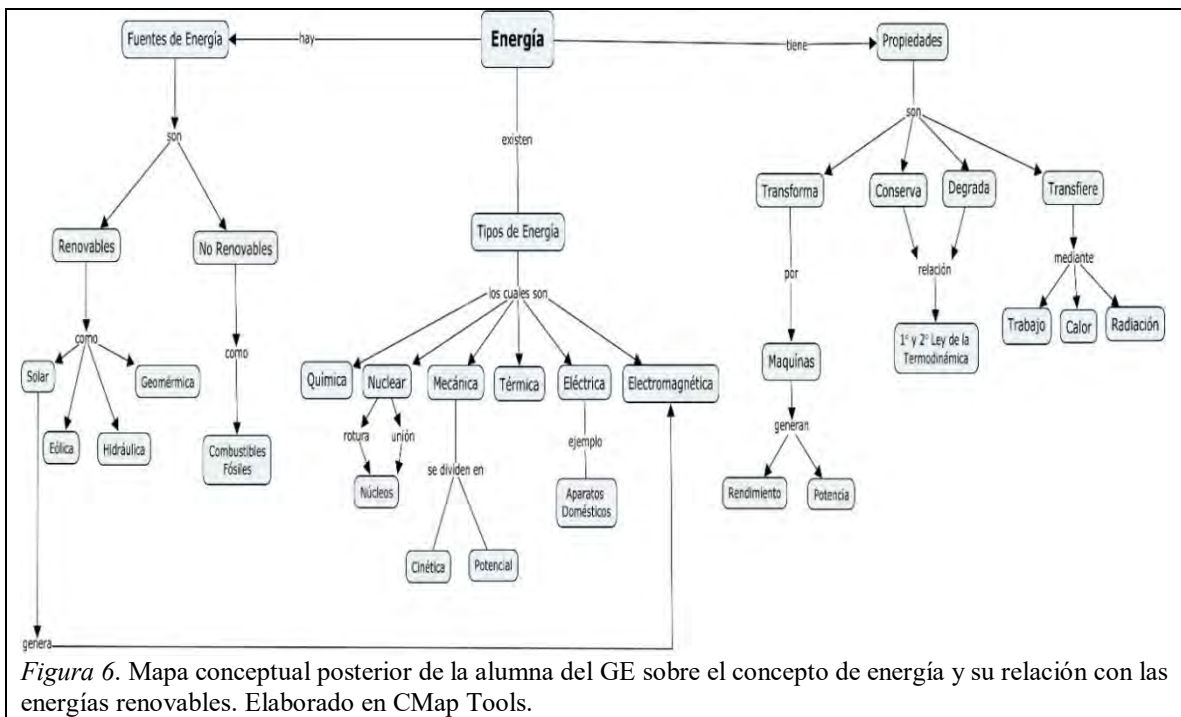 Fuentes de Energía
hay
Energía
tiene
Propiedades
son
existen
son
Transforma
Conserva
Degrada
Transfiere
Renovables
No Renovables
Tipos de Energía
por
relación
mediante
los cuales son
Trabajo
Calor
Radiación
como
como
1º y 2º Ley de la
Termodinámica
Maquínas
Solar
Geomérmica
Química
Nuclear
Mecánica
Térmica
Eléctrica
Electromagnética
generan
Eólica
Hidráulica
rotura
unión
ejemplo
Combustibles
Fósiles
se dividen en
Núcleos
Aparatos
Domésticos
Rendimiento
Potencia
Cinética
Potencial
genera
Figura 6. Mapa conceptual posterior de la alumna del GE sobre el concepto de energía y su relación con las
energías renovables. Elaborado en CMap Tools.